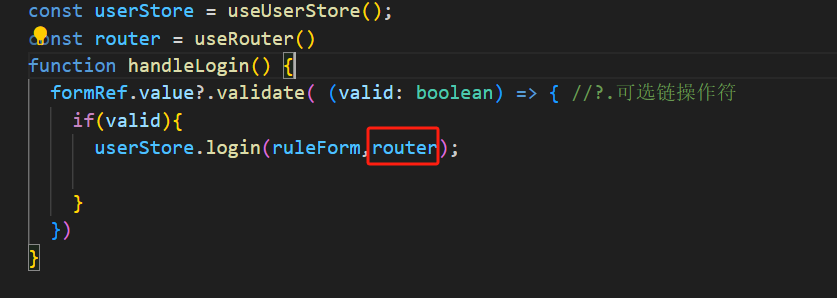 const userStore = useUserStore();
const router = useRouter()
function handleLogin() {
formRef.value?.validate( (valid: boolean) => { //?.可选链操作符
if(valid){
userStore.login(ruleForm,router);
}
})
}